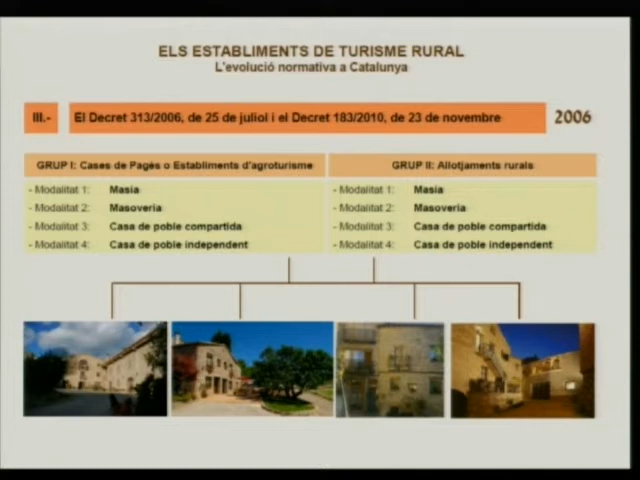 ELS ESTABLIMENTS DE TURISME RURAL
L'evolució normativa a Catalunya
III.- El Decret 313/2006, de 25 de juliol i el Decret 183/2010, de 23 de novembre 2006
GRUP I: Cases de Pagès o Establiments d'agroturisme
- Modalitat 1: Masia
- Modalitat 2: Masoveria
- Modalitat 3: Casa de poble compartida
- Modalitat 4: Casa de poble independent
GRUP II: Allotjaments rurals
- Modalitat 1: Masia
- Modalitat 2: Masoveria
- Modalitat 3: Casa de poble compartida
- Modalitat 4: Casa de poble independent